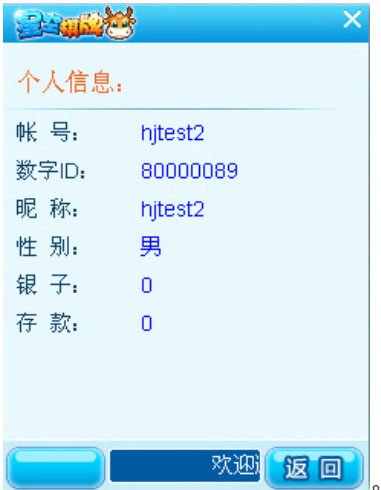 星空棋牌
个人信息：
帐 号： hjtest2
数字ID： 80000089
昵 称： hjtest2
性 别： 男
银 子： 0
存 款： 0
欢迎
返回